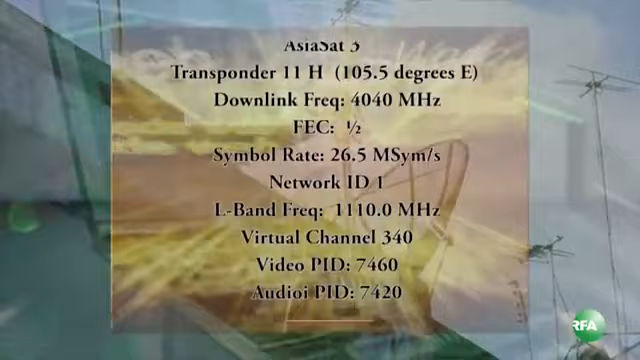 AsiaSat 3
Transponder 11 H (105.5 degrees E)
Downlink Freq: 4040 MHz
FEC: ½
Symbol Rate: 26.5 MSym/s
Network ID 1
L-Band Freq: 1110.0 MHz
Virtual Channel 340
Video PID: 7460
Audioi PID: 7420
RFA